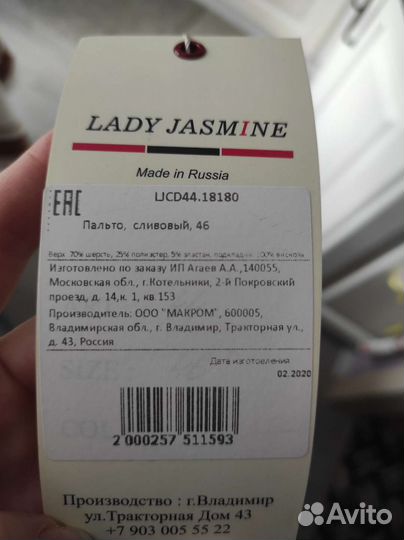 LADY JASMINE
Made in Russia
EAC
LJCD44.18180
Пальто, сливовый, 46
Верх: 70% шерсть, 25% полиэстер, 5% эластан, подкладка: 100% вискоза
Изготовлено по заказу ИП Агаев А.А.,140055,
Московская обл., г.Котельники, 2-й Покровский
проезд, д. 14,к. 1, кв.153
Производитель: ООО "МАКРОМ", 600005,
Владимирская обл., г. Владимир, Тракторная ул.,
д. 43, Россия
Дата изготовления
02.2020
SIZE
2 000257 511593
Производство : г.Владимир
ул.Тракторная Дом 43
+7 903 005 55 22
Avito